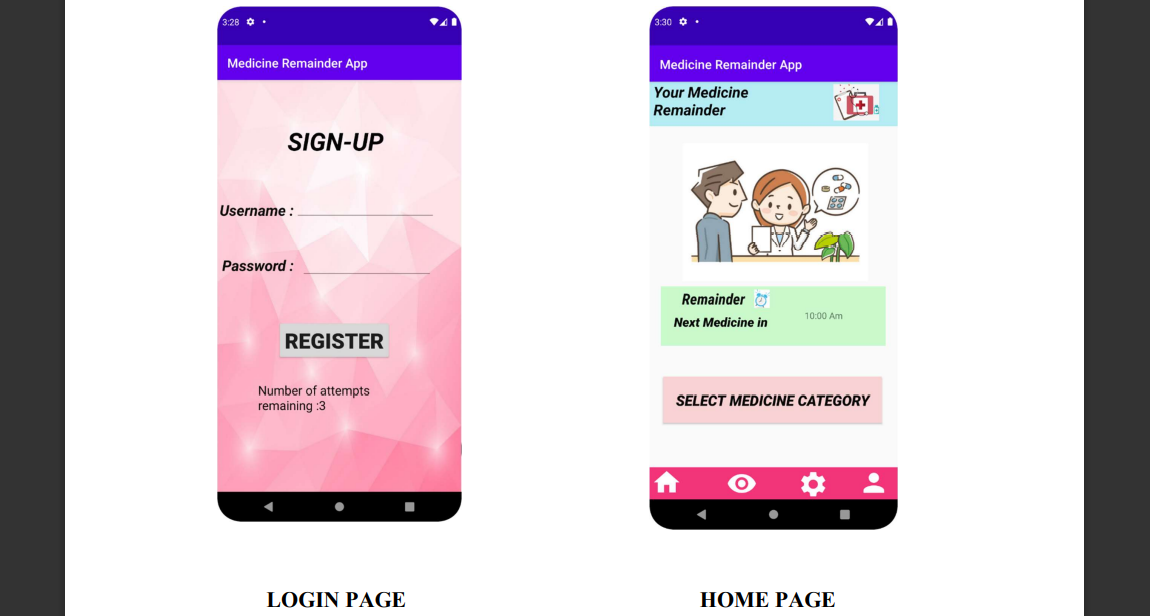 3:28
Medicine Remainder App
SIGN-UP
Username :
Password :
REGISTER
Number of attempts
remaining :3
LOGIN PAGE
3:30
Medicine Remainder App
Your Medicine
Remainder
Remainder
Next Medicine in
10:00 Am
SELECT MEDICINE CATEGORY
HOME PAGE